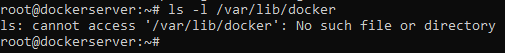 root@dockerserver:~# ls -l /var/lib/docker
ls: cannot access '/var/lib/docker': No such file or directory
root@dockerserver:~#